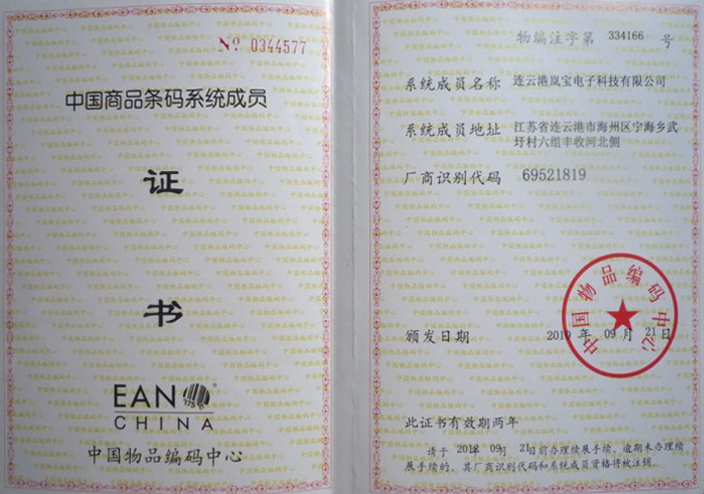 № 0344577
中国商品条码系统成员
证
书
EAN
CHINA
中国物品编码中心
物编注字第 334166 号
系统成员名称 连云港岚宝电子科技有限公司
系统成员地址 江苏省连云港市海州区宁海乡武
圩村六组丰收河北侧
厂商识别代码 69521819
中国物品编码中心
颁发日期 2010 年 09 月 21 日
此证书有效期两年
请于 2012 年 09 月 21 日前办理续展手续,逾期未办理续
展手续的,其厂商识别代码和系统成员资格将被注销。